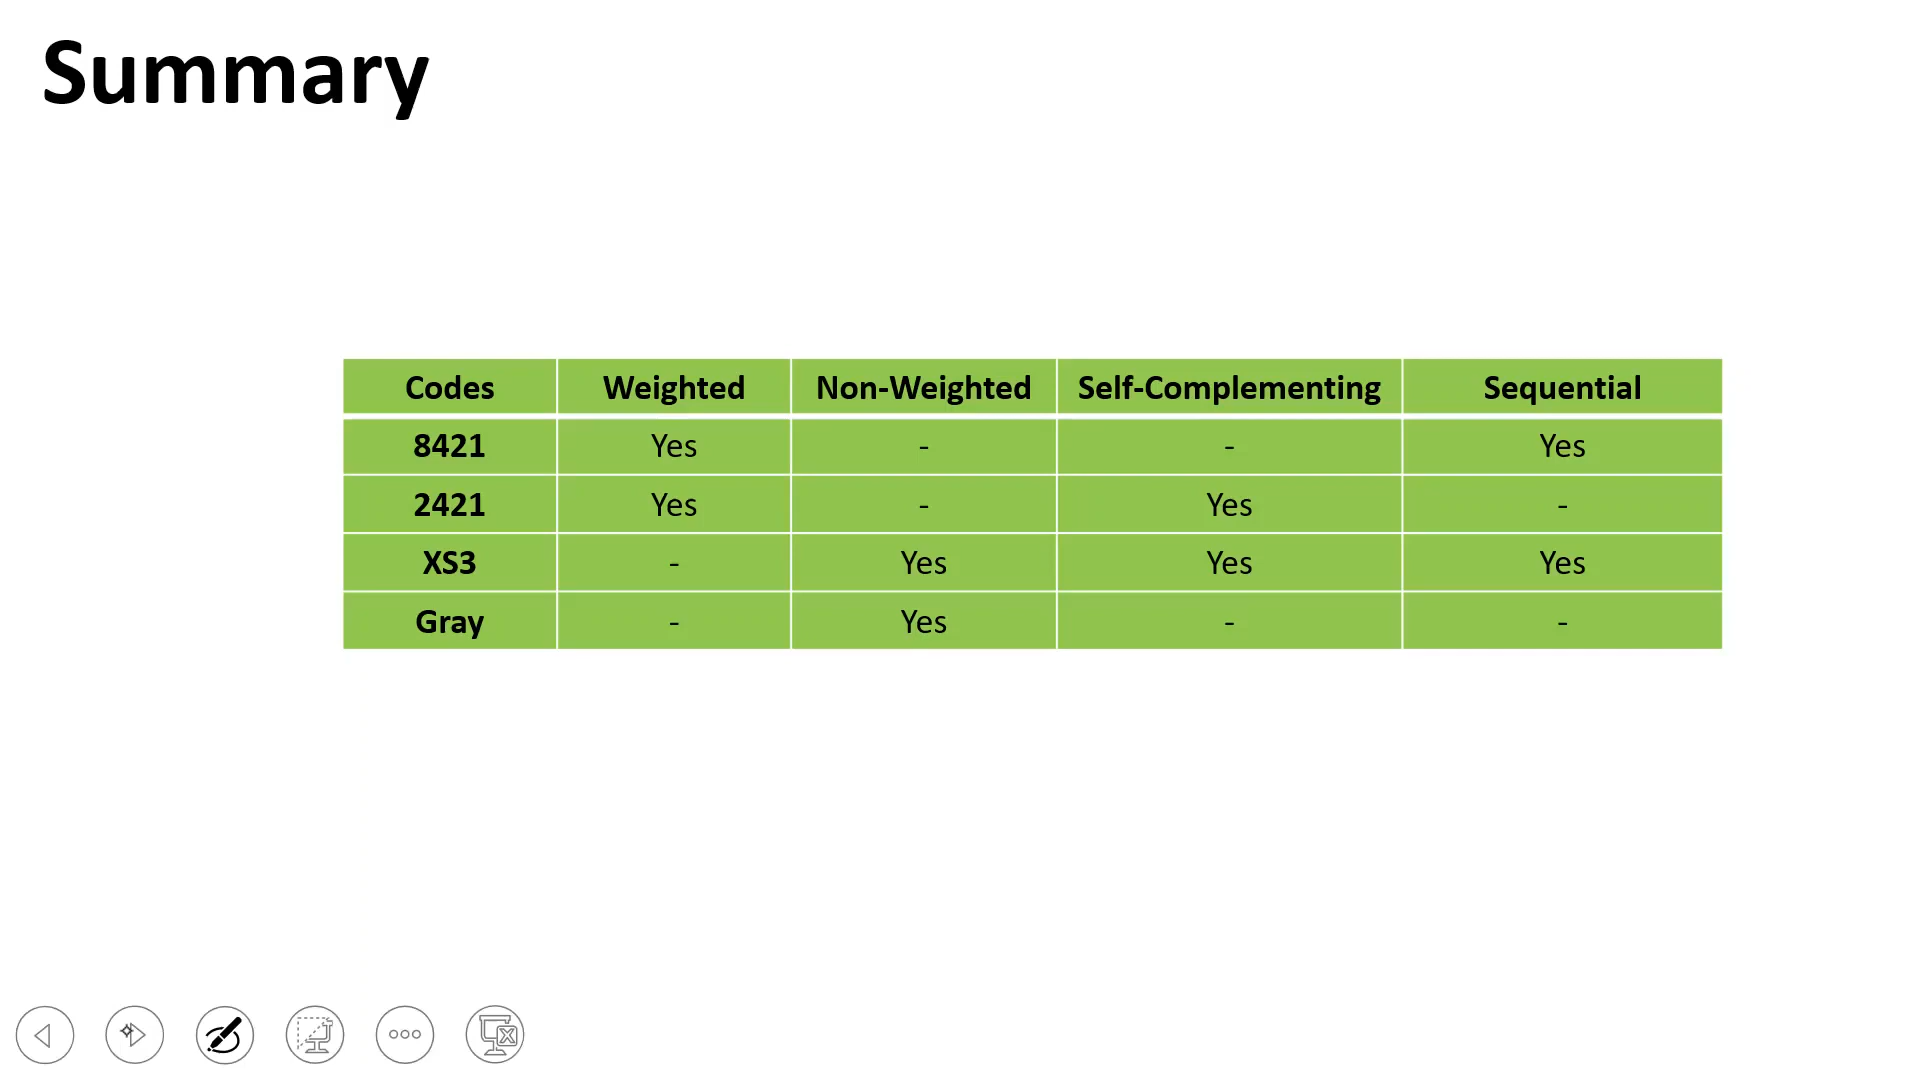 Summary
Codes Weighted Non-Weighted Self-Complementing Sequential
8421 Yes - - Yes
2421 Yes - Yes -
XS3 - Yes Yes Yes
Gray - Yes - -